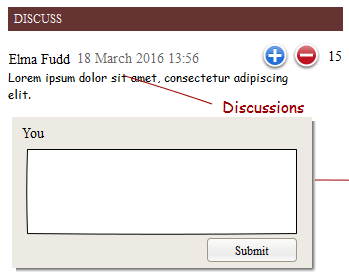 DISCUSS
Elma Fudd 18 March 2016 13:56 15
Lorem ipsum dolor sit amet, consectetur adipiscing
elit.
Discussions
You
Submit